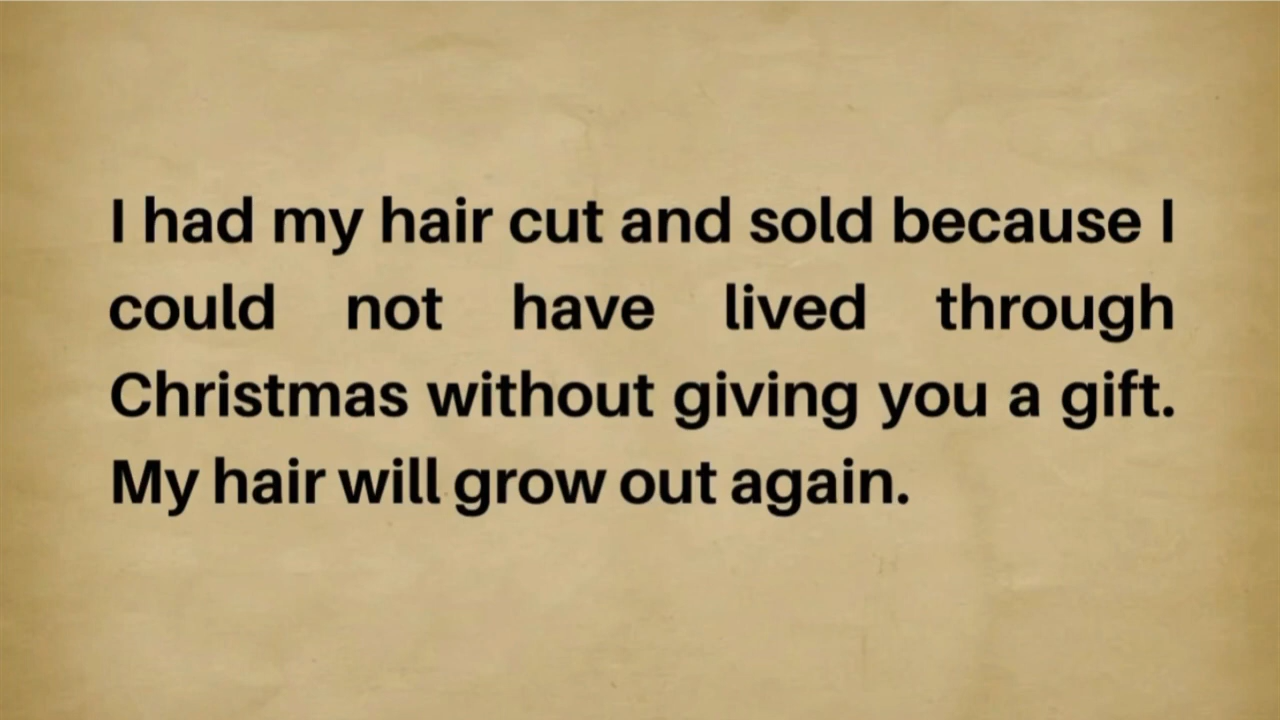 I had my hair cut and sold because I
could not have lived through
Christmas without giving you a gift.
My hair will grow out again.